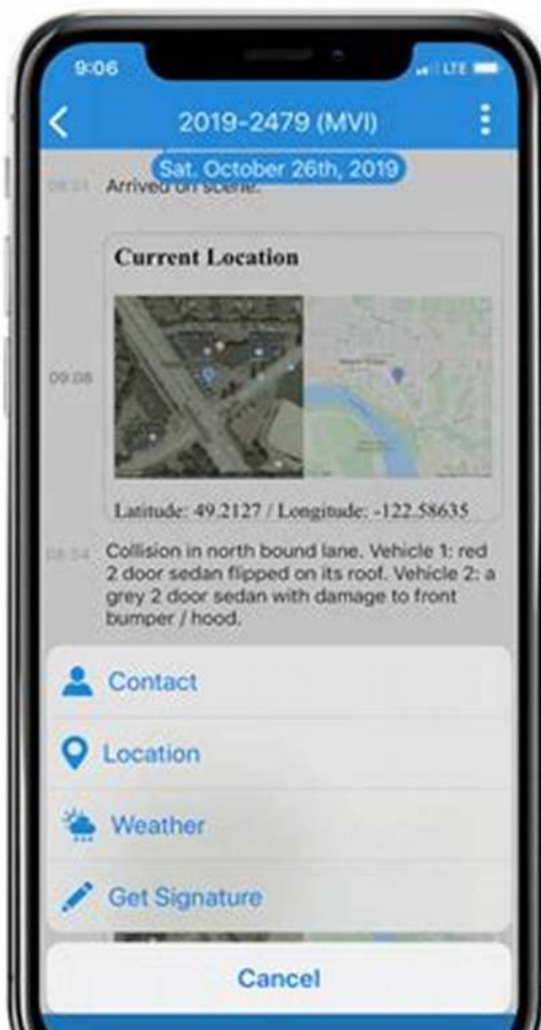 9:06
LTE
2019-2479 (MVI)
Sat. October 26th, 2019
Arrived on scene.
Current Location
09:08
Latitude: 49.2127 / Longitude: -122.58635
Collision in north bound lane. Vehicle 1: red
2 door sedan flipped on its roof. Vehicle 2: a
grey 2 door sedan with damage to front
bumper / hood.
Contact
Location
Weather
Get Signature
Cancel